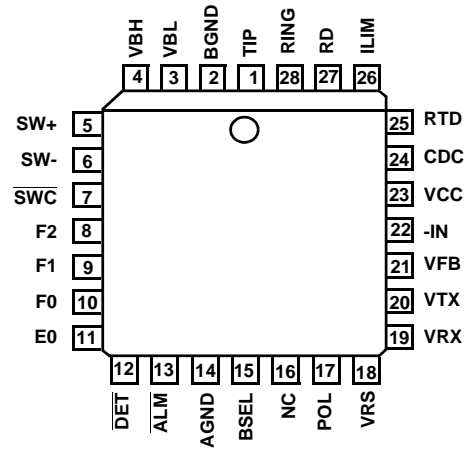 VBH VBL BGND TIP RING RD ILIM
4 3 2 1 28 27 26
SW+ 5 25 RTD
SW- 6 24 CDC
SWC 7 23 VCC
F2 8 22 -IN
F1 9 21 VFB
F0 10 20 VTX
E0 11 19 VRX
12 13 14 15 16 17 18
DET ALM AGND BSEL NC POL VRS